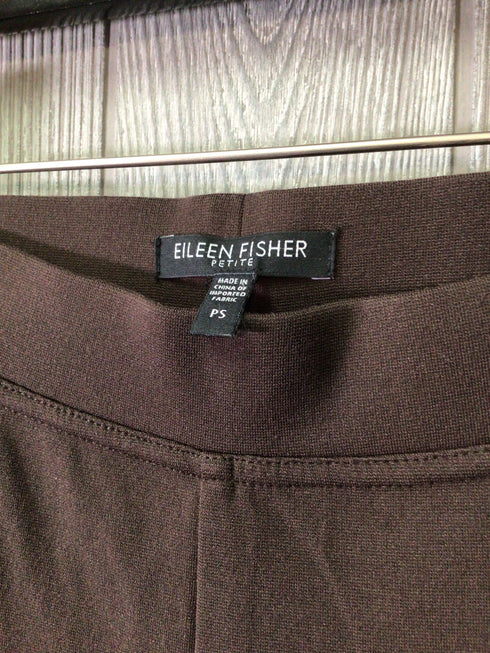 EILEEN FISHER
PETITE
MADE IN
CHINA OF
IMPORTED
FABRIC
PS